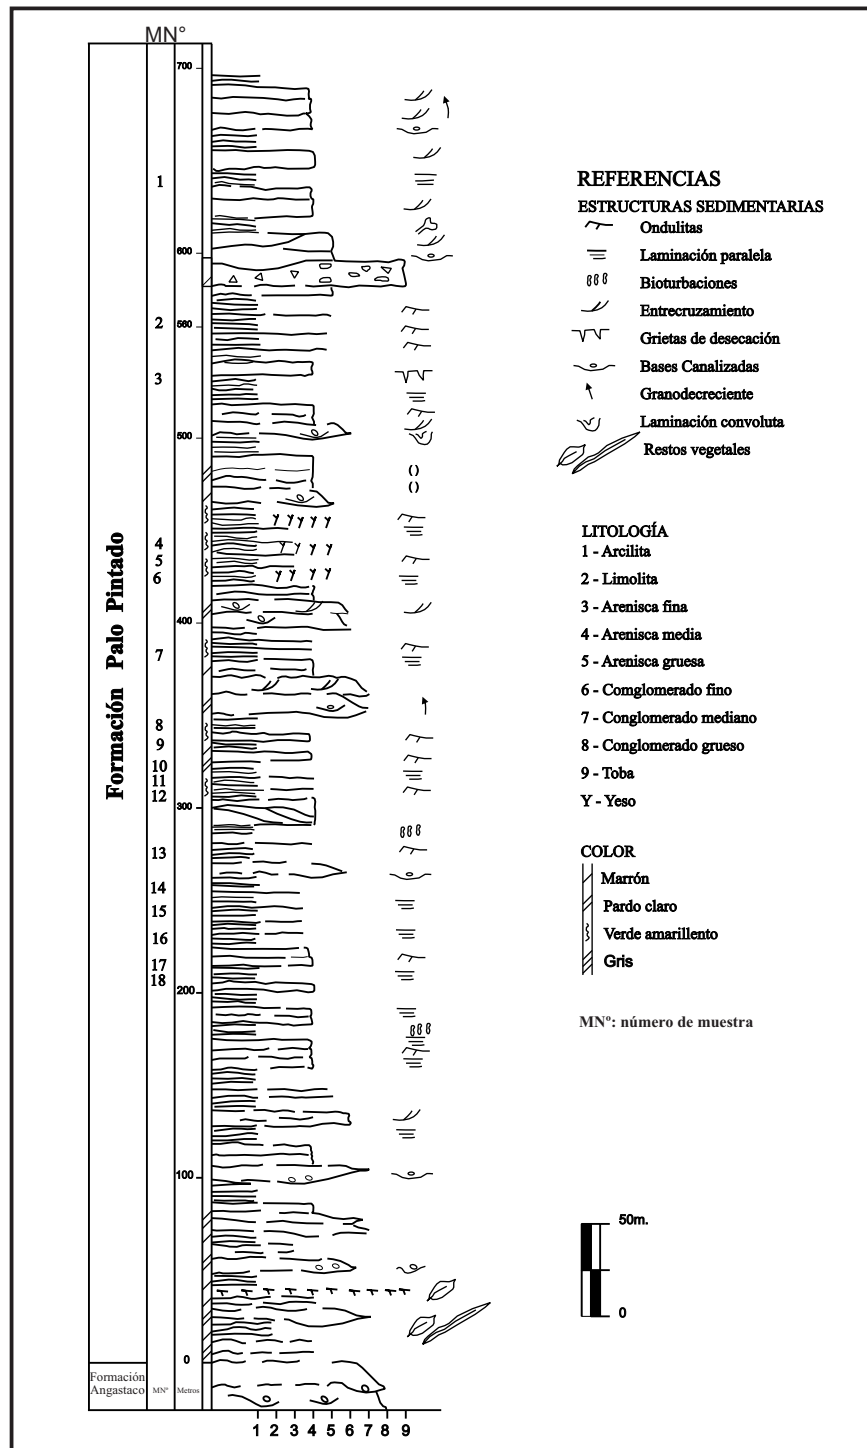 MN°
700
1
600
2
560
3
500
4
5
6
400
7
8
9
10
11
12
300
13
14
15
16
17
18
200
100
0
Formación Palo Pintado
Formación
Angastaco
MNº
Metros
1 2 3 4 5 6 7 8 9
REFERENCIAS
ESTRUCTURAS SEDIMENTARIAS
Ondulitas
Laminación paralela
Bioturbaciones
Entrecruzamiento
Grietas de desecación
Bases Canalizadas
Granodecreciente
Laminación convoluta
Restos vegetales
LITOLOGÍA
1 - Arcilita
2 - Limolita
3 - Arenisca fina
4 - Arenisca media
5 - Arenisca gruesa
6 - Comglomerado fino
7 - Conglomerado mediano
8 - Conglomerado grueso
9 - Toba
Y - Yeso
COLOR
Marrón
Pardo claro
Verde amarillento
Gris
MNº: número de muestra
50m.
0